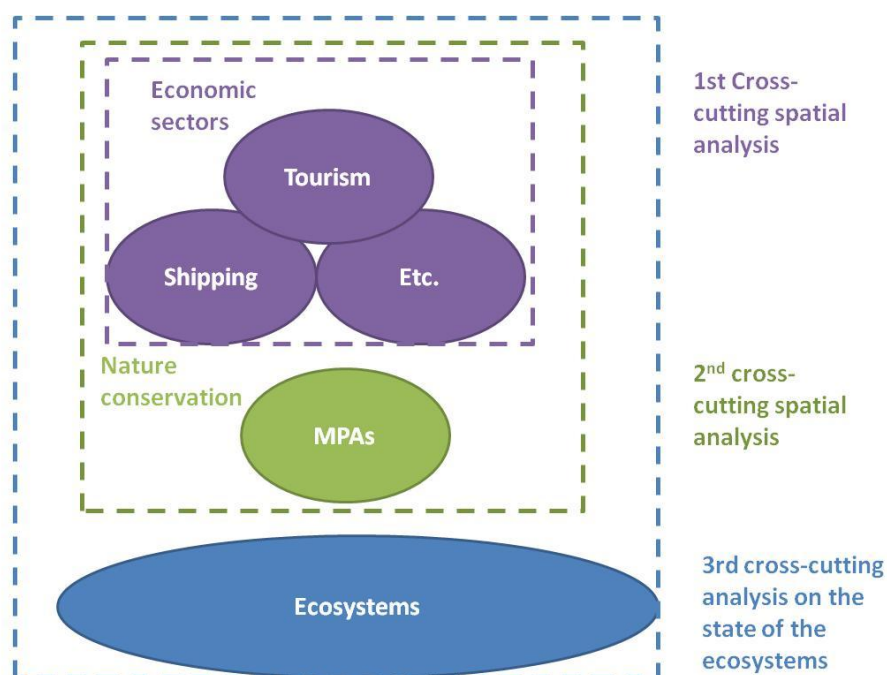 Economic
sectors
Tourism
Shipping
Etc.
1st Cross-
cutting spatial
analysis
Nature
conservation
MPAs
2nd cross-
cutting spatial
analysis
Ecosystems
3rd cross-cutting
analysis on the
state of the
ecosystems